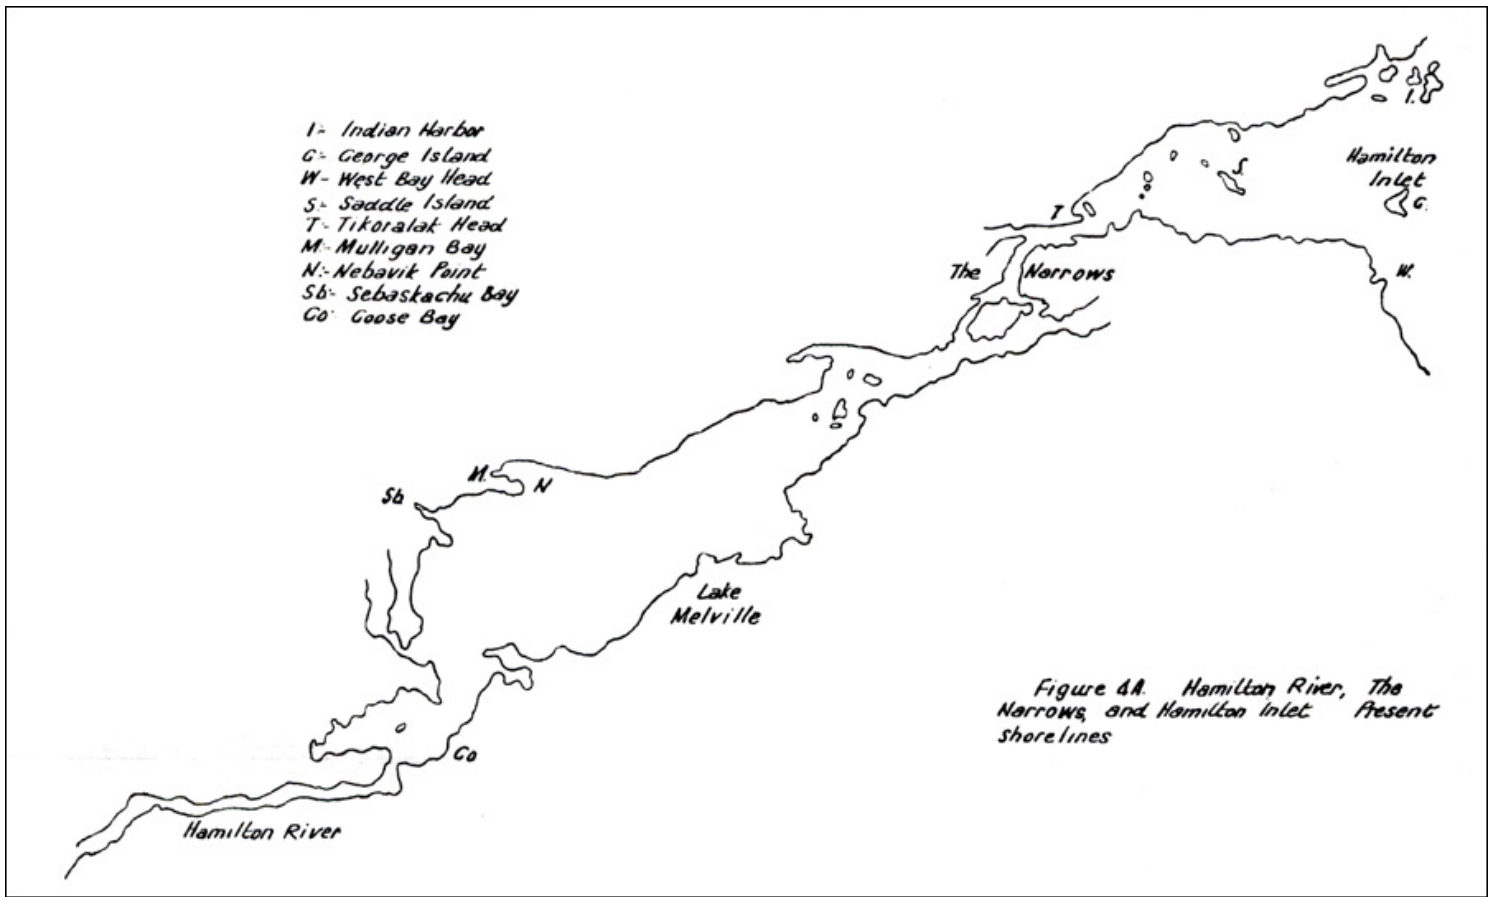 I:- Indian Harbor
G:- George Island
W- West Bay Head
S:- Saddle Island
T:- Tikoralak Head
M:- Mulligan Bay
N:- Nebavik Point
Sb:- Sebaskachu Bay
Go: Goose Bay
I.
Hamilton
Inlet
S.
G.
T
The Narrows
W.
M.
N
Sb
Lake
Melville
Go
Hamilton River
Figure 4A. Hamilton River, The
Narrows, and Hamilton Inlet Present
shorelines